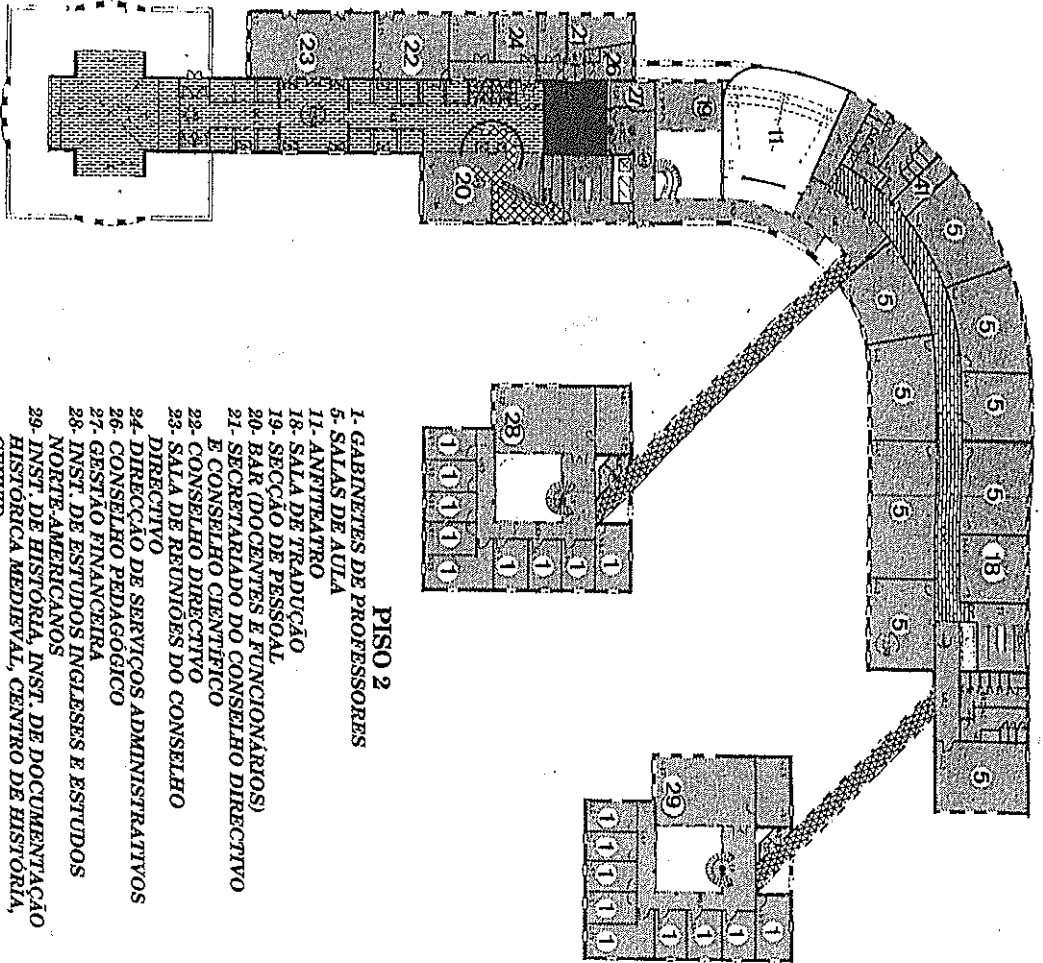 PISO 2
1- GABINETES DE PROFESSORES
5- SALAS DE AULA
11- ANFITEATRO
18- SALA DE TRADUÇÃO
19- SECÇÃO DE PESSOAL
20- BAR (DOCENTES E FUNCIONÁRIOS)
21- SECRETARIADO DO CONSELHO DIRECTIVO
E CONSELHO CIENTÍFICO
22- CONSELHO DIRECTIVO
23- SALA DE REUNIÕES DO CONSELHO
DIRECTIVO
24- DIRECÇÃO DE SERVIÇOS ADMINISTRATIVOS
26- CONSELHO PEDAGÓGICO
27- GESTÃO FINANCEIRA
28- INST. DE ESTUDOS INGLESES E ESTUDOS
NORTE-AMERICANOS
29- INST. DE HISTÓRIA, INST. DE DOCUMENTAÇÃO
HISTÓRICA MEDIEVAL, CENTRO DE HISTÓRIA,
23
22
24
21
26
27
19
11
20
5
5
5
5
18
5
5
5
5
5
28
1
1
1
1
1
1
1
1
1
29
1
1
1
1
1
1
1
1
1